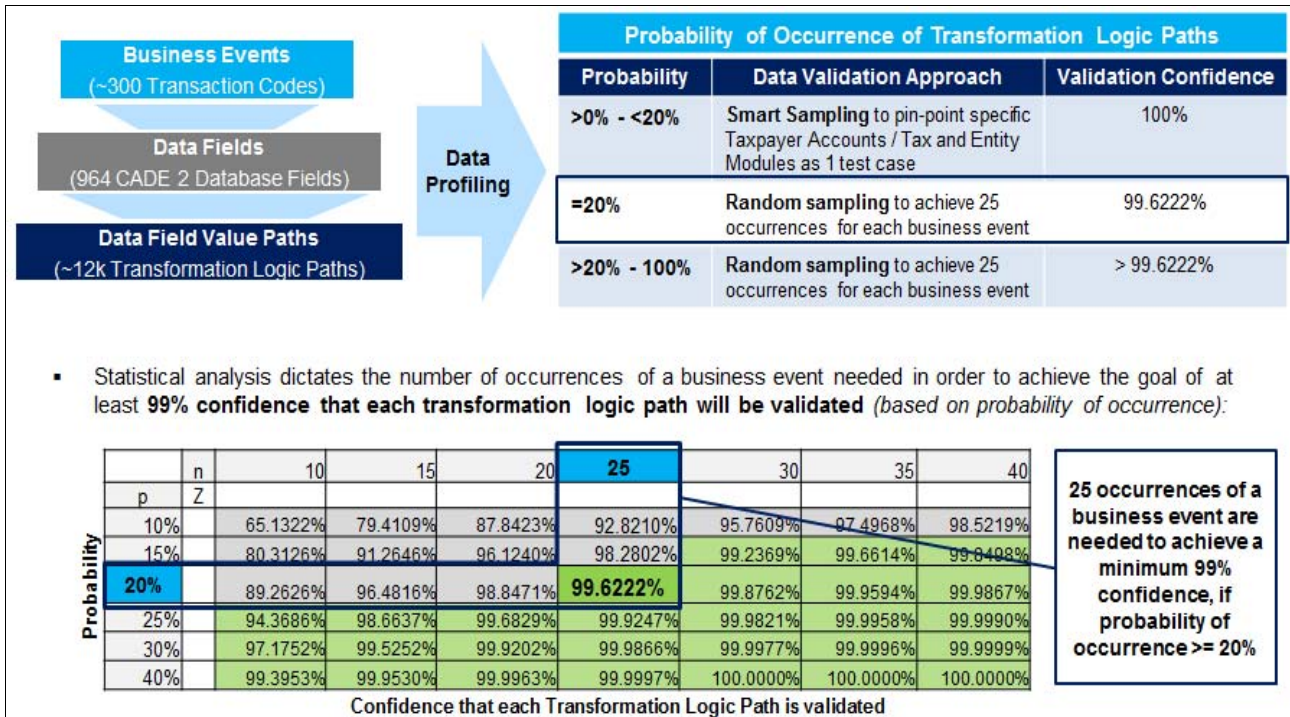 Business Events
(~300 Transaction Codes)
Data Fields
(964 CADE 2 Database Fields)
Data Field Value Paths
(~12k Transformation Logic Paths)
Data
Profiling
Probability of Occurrence of Transformation Logic Paths
Probability Data Validation Approach Validation Confidence
>0% - <20% Smart Sampling to pin-point specific 100%
Taxpayer Accounts / Tax and Entity
Modules as 1 test case
=20% Random sampling to achieve 25 99.6222%
occurrences for each business event
>20% - 100% Random sampling to achieve 25 > 99.6222%
occurrences for each business event
▪ Statistical analysis dictates the number of occurrences of a business event needed in order to achieve the goal of at
least 99% confidence that each transformation logic path will be validated (based on probability of occurrence):
n 10 15 20 25 30 35 40
p Z
10% 65.1322% 79.4109% 87.8423% 92.8210% 95.7609% 97.4968% 98.5219%
15% 80.3126% 91.2646% 96.1240% 98.2802% 99.2369% 99.6614% 99.8498%
20% 89.2626% 96.4816% 98.8471% 99.6222% 99.8762% 99.9594% 99.9867%
25% 94.3686% 98.6637% 99.6829% 99.9247% 99.9821% 99.9958% 99.9990%
30% 97.1752% 99.5252% 99.9202% 99.9866% 99.9977% 99.9996% 99.9999%
40% 99.3953% 99.9530% 99.9963% 99.9997% 100.0000% 100.0000% 100.0000%
Probability
Confidence that each Transformation Logic Path is validated
25 occurrences of a
business event are
needed to achieve a
minimum 99%
confidence, if
probability of
occurrence >= 20%